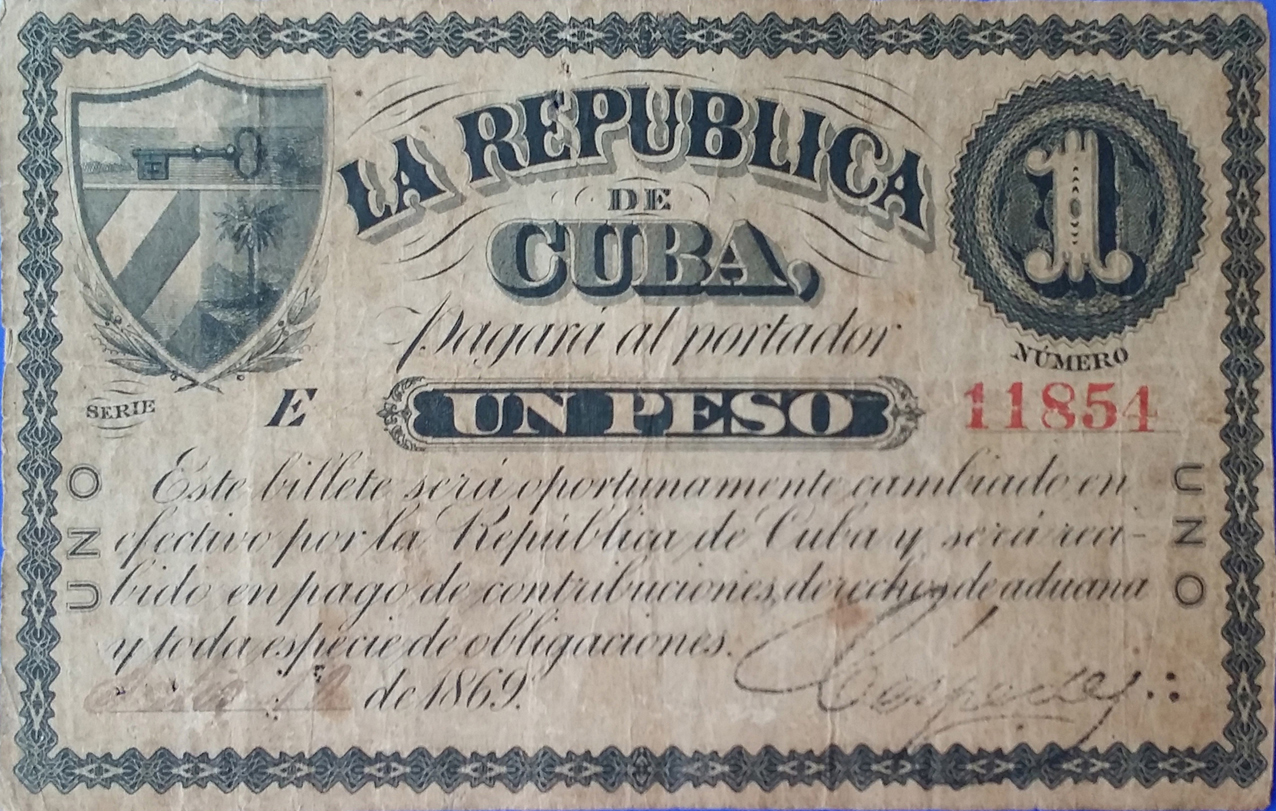 LA REPUBLICA
DE
CUBA,
1
Pagará al portador
NÚMERO
SERIE E
UN PESO
11854
UNO
UNO
Este billete será oportunamente cambiado en
efectivo por la República de Cuba y será reci-
bido en pago de contribuciones, derechos de aduana
y toda especie de obligaciones.
de 1869.
Céspedes